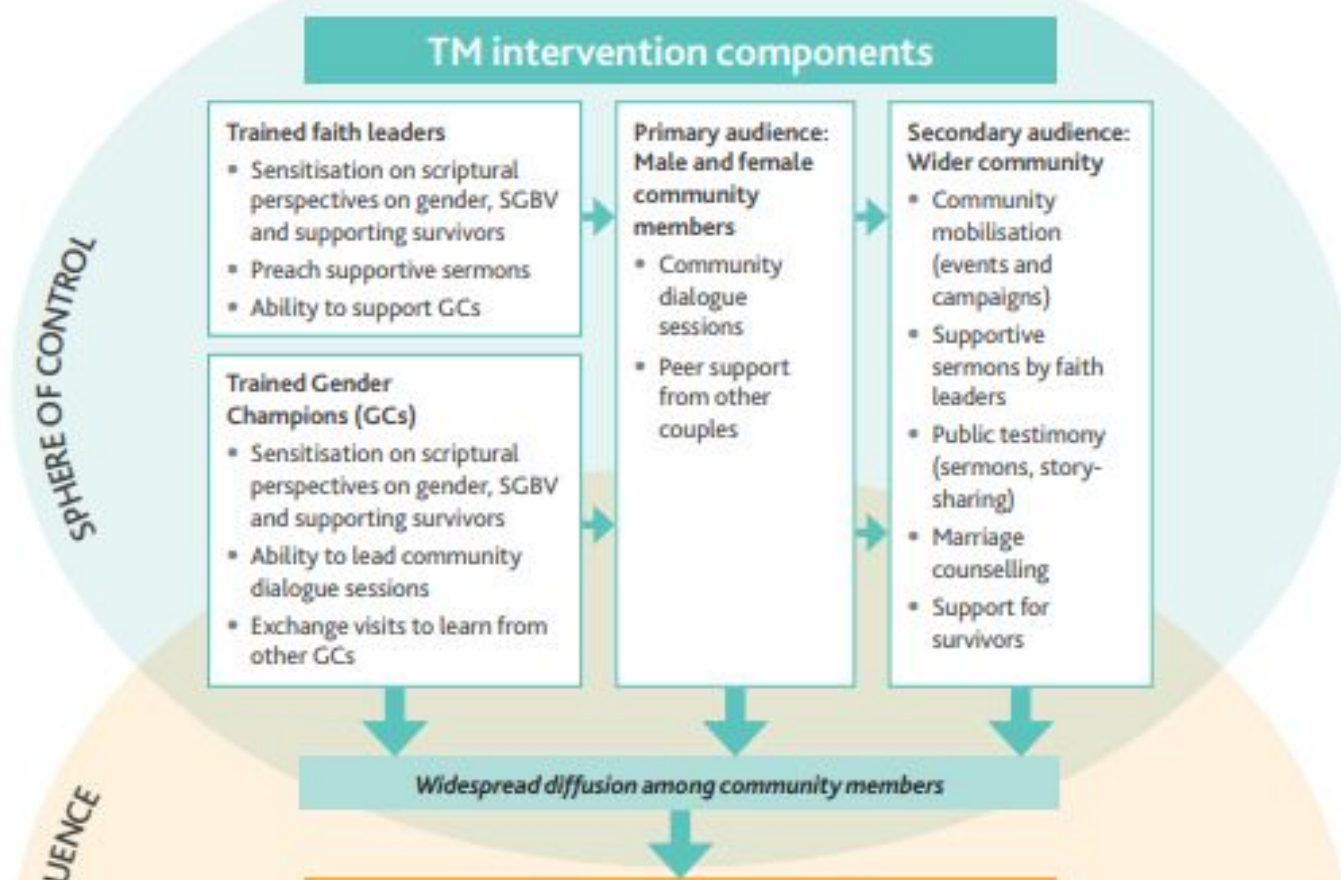 TM intervention components
Trained faith leaders
• Sensitisation on scriptural
perspectives on gender, SGBV
and supporting survivors
• Preach supportive sermons
• Ability to support GCs
Trained Gender
Champions (GCs)
• Sensitisation on scriptural
perspectives on gender, SGBV
and supporting survivors
• Ability to lead community
dialogue sessions
• Exchange visits to learn from
other GCs
Primary audience:
Male and female
community
members
• Community
dialogue
sessions
• Peer support
from other
couples
Secondary audience:
Wider community
• Community
mobilisation
(events and
campaigns)
• Supportive
sermons by faith
leaders
• Public testimony
(sermons, story-
sharing)
• Marriage
counselling
• Support for
survivors
Widespread diffusion among community members
SPHERE OF CONTROL
UENCE